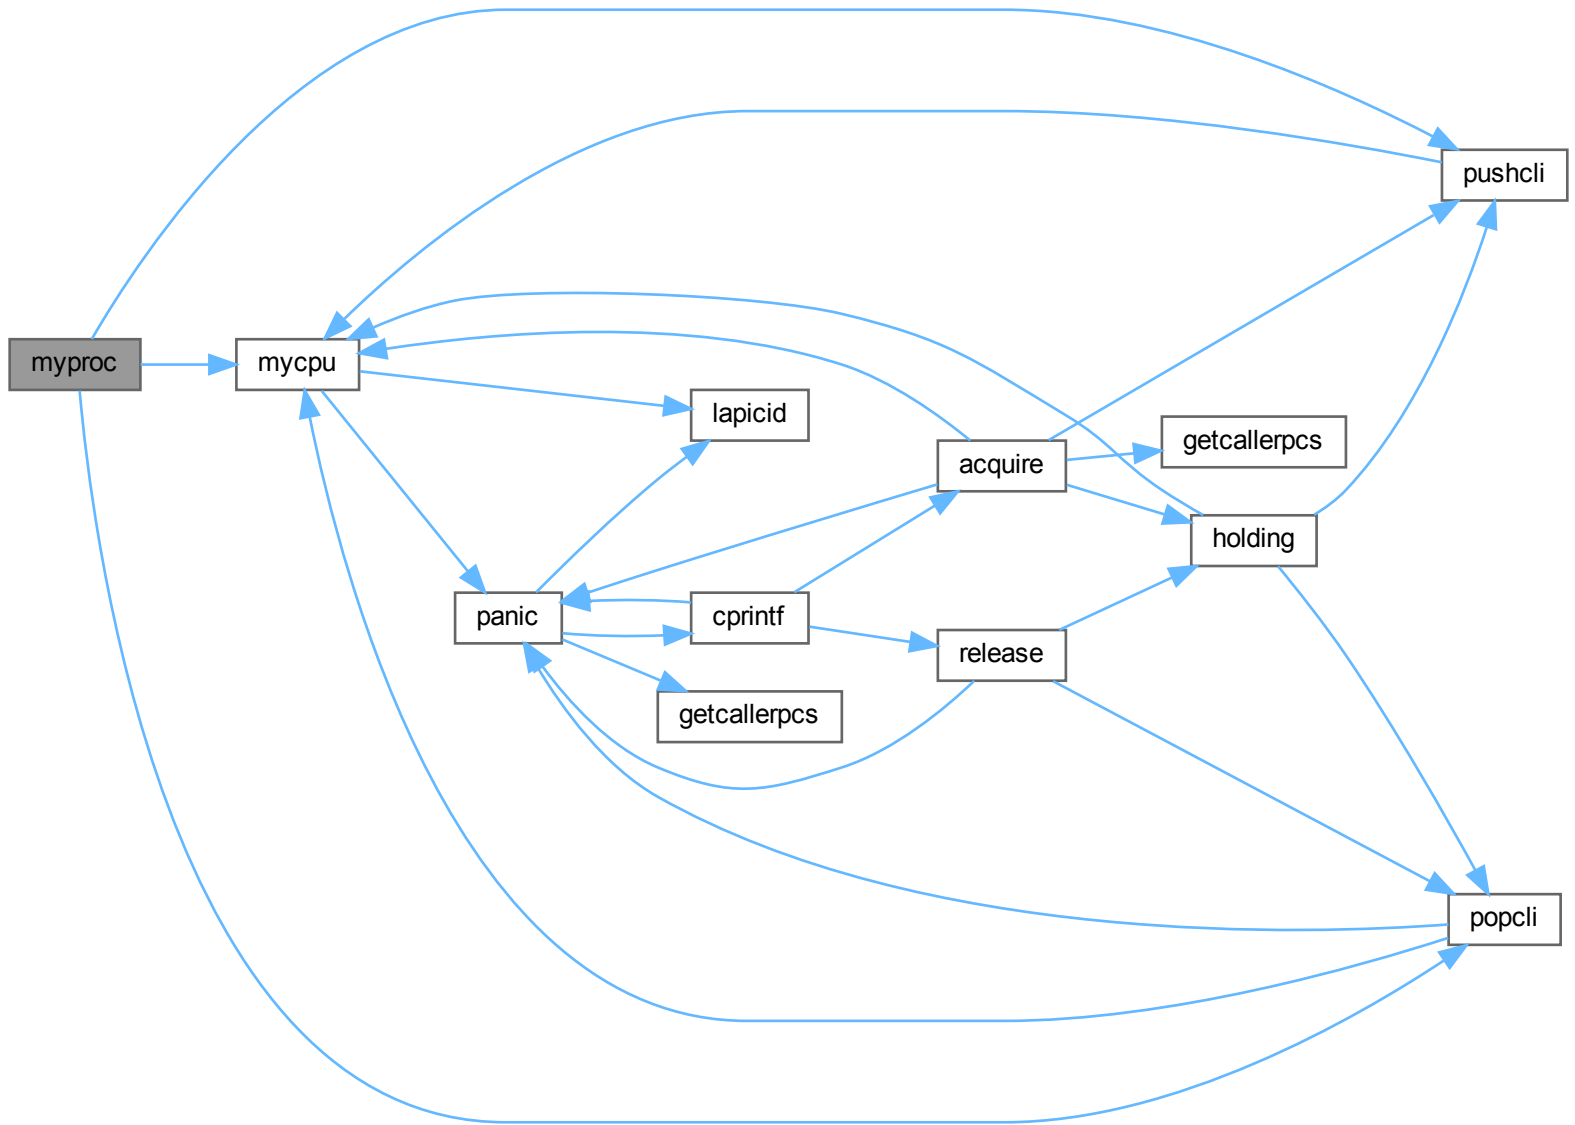 pushcli
myproc
mycpu
lapicid
acquire
getcallerpcs
holding
panic
cprintf
release
getcallerpcs
popcli